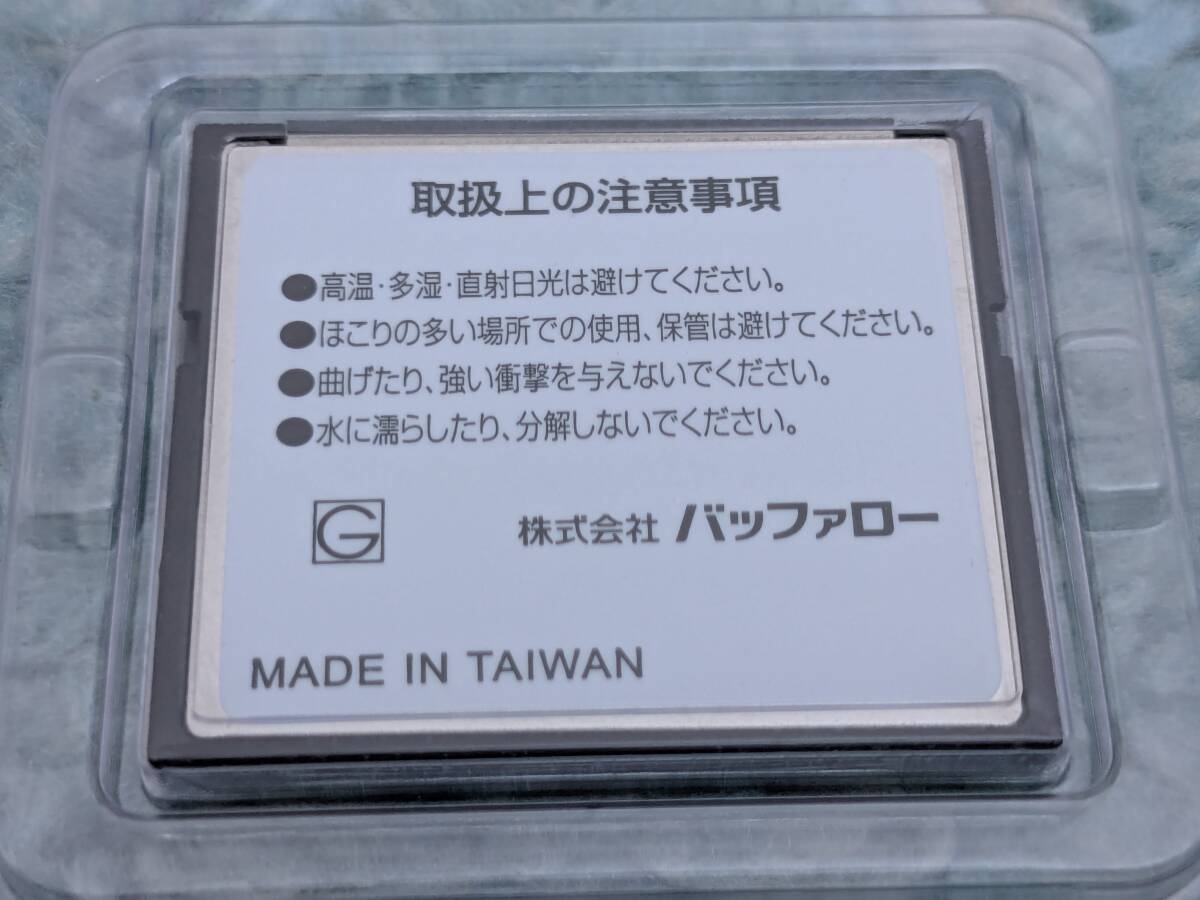 取扱上の注意事項
●高温・多湿・直射日光は避けてください。
●ほこりの多い場所での使用、保管は避けてください。
●曲げたり、強い衝撃を与えないでください。
●水に濡らしたり、分解しないでください。
G
株式会社 バッファロー
MADE IN TAIWAN